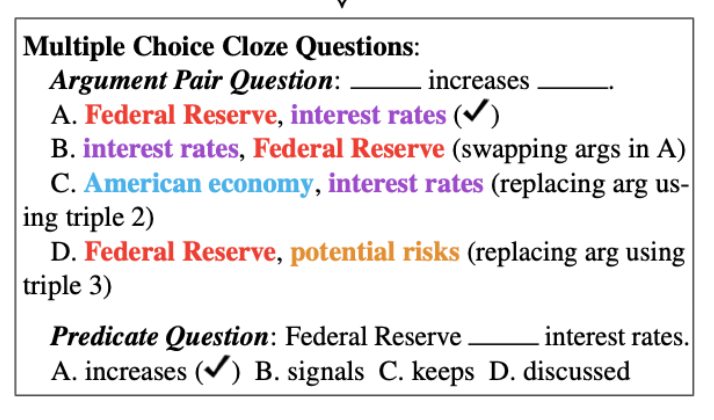 Multiple Choice Cloze Questions:
Argument Pair Question: _____ increases _____.
A. Federal Reserve, interest rates (✓)
B. interest rates, Federal Reserve (swapping args in A)
C. American economy, interest rates (replacing arg us-
ing triple 2)
D. Federal Reserve, potential risks (replacing arg using
triple 3)
Predicate Question: Federal Reserve _____ interest rates.
A. increases (✓) B. signals C. keeps D. discussed